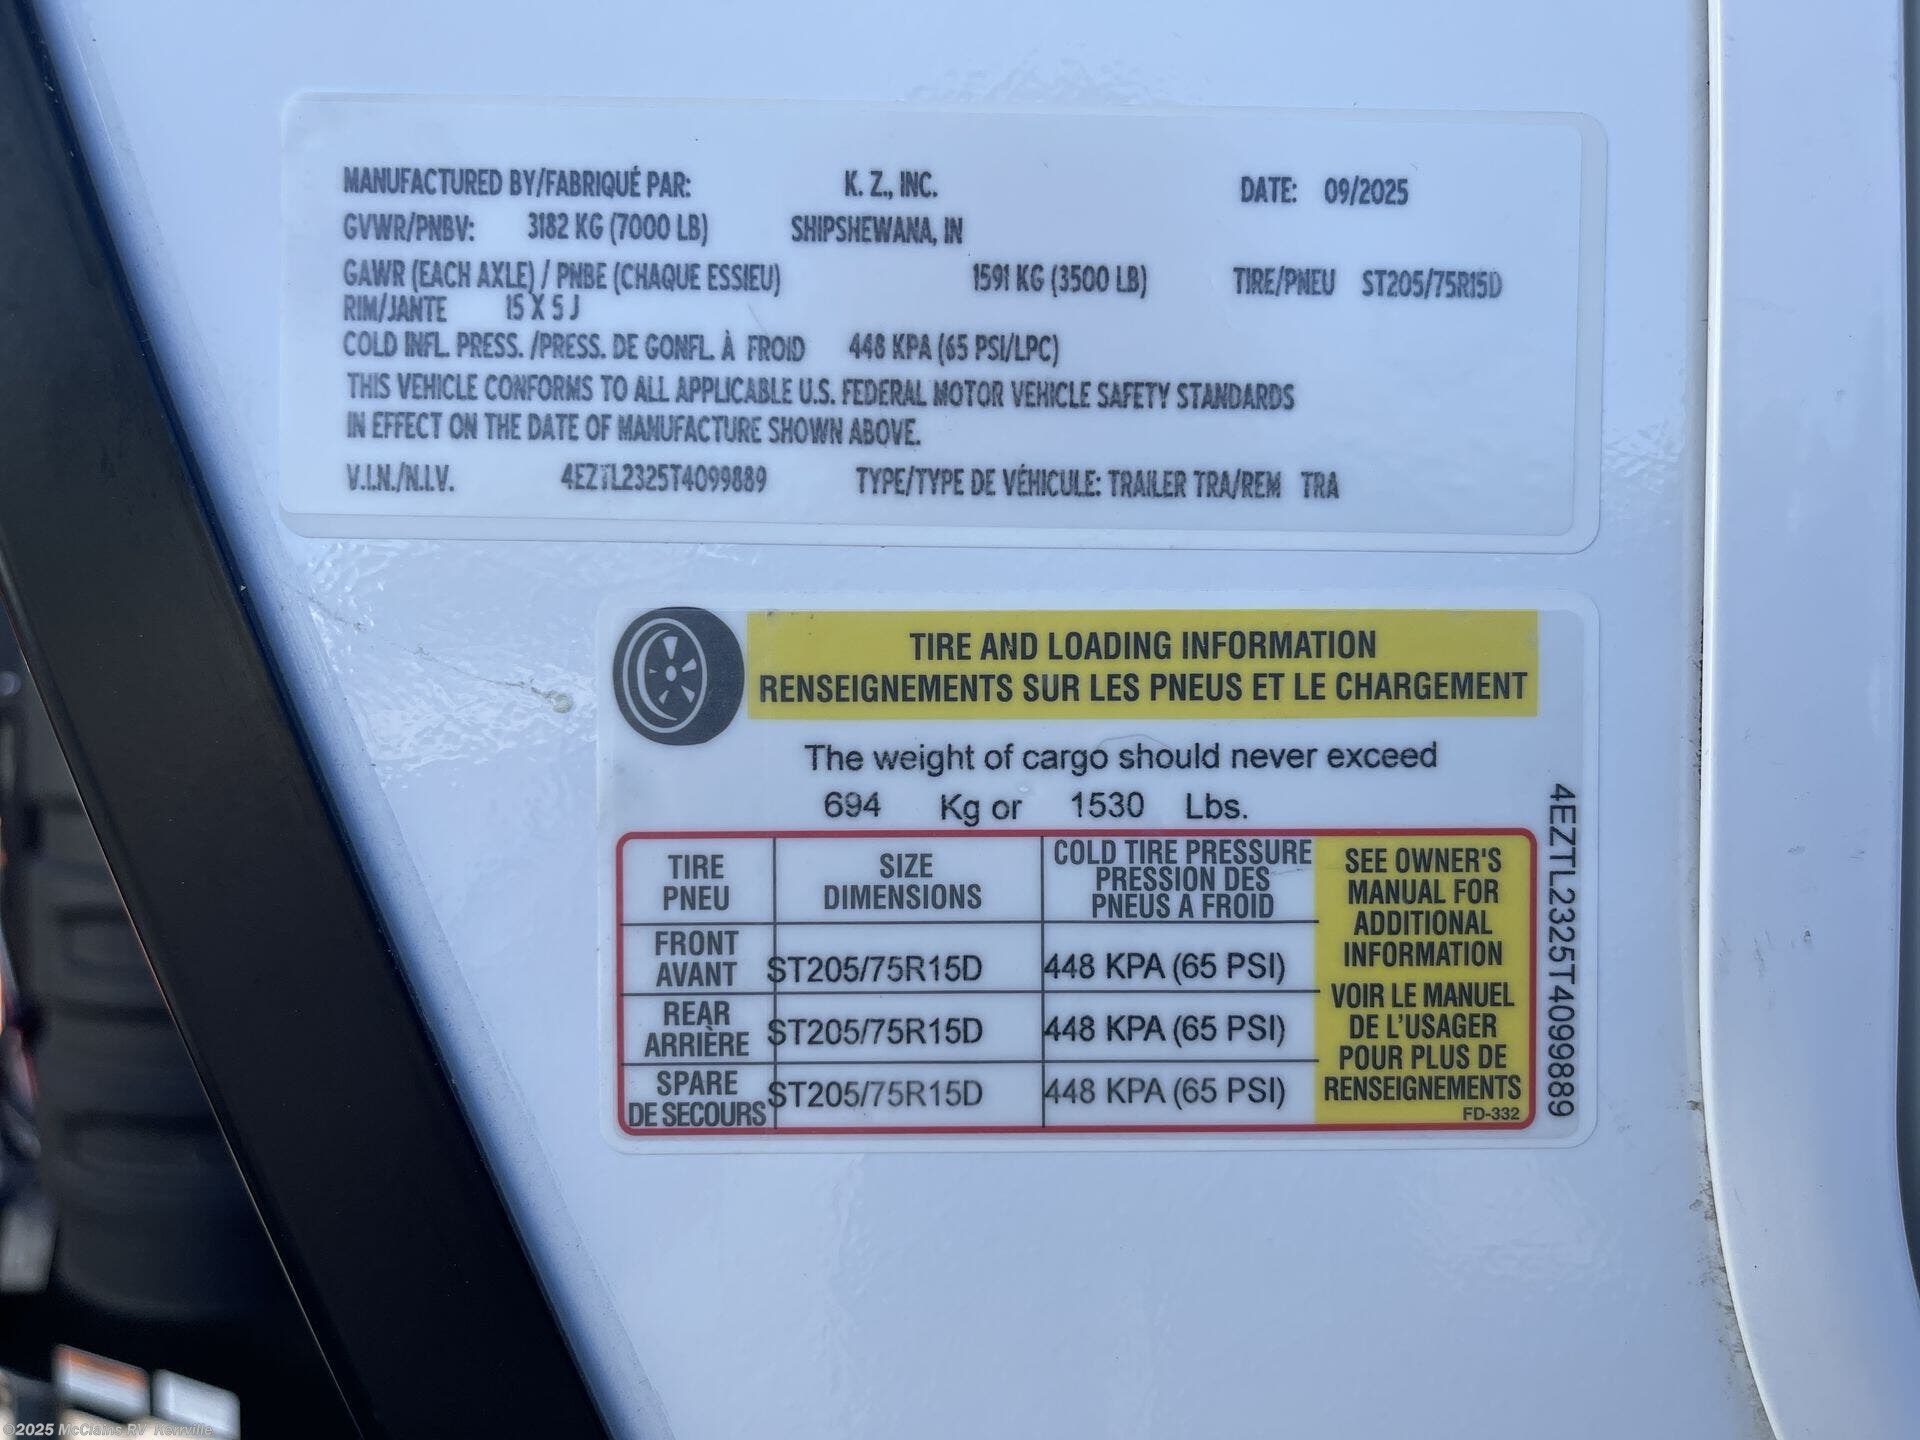 MANUFACTURED BY/FABRIQUÉ PAR: K. Z., INC. DATE: 09/2025
GVWR/PNBV: 3182 KG (7000 LB) SHIPSHEWANA, IN
GAWR (EACH AXLE) / PNBE (CHAQUE ESSIEU) 1591 KG (3500 LB) TIRE/PNEU ST205/75R15D
RIM/JANTE 15 X 5 J
COLD INFL. PRESS. /PRESS. DE GONFL. À FROID 448 KPA (65 PSI/LPC)
THIS VEHICLE CONFORMS TO ALL APPLICABLE U.S. FEDERAL MOTOR VEHICLE SAFETY STANDARDS
IN EFFECT ON THE DATE OF MANUFACTURE SHOWN ABOVE.
V.I.N./N.I.V. 4EZTL2325T4099889 TYPE/TYPE DE VÉHICULE: TRAILER TRA/REM TRA
TIRE AND LOADING INFORMATION
RENSEIGNEMENTS SUR LES PNEUS ET LE CHARGEMENT
The weight of cargo should never exceed
694 Kg or 1530 Lbs.
TIRE
PNEU
SIZE
DIMENSIONS
COLD TIRE PRESSURE
PRESSION DES
PNEUS A FROID
FRONT
AVANT
ST205/75R15D
448 KPA (65 PSI)
REAR
ARRIÈRE
ST205/75R15D
448 KPA (65 PSI)
SPARE
DE SECOURS
ST205/75R15D
448 KPA (65 PSI)
SEE OWNER'S
MANUAL FOR
ADDITIONAL
INFORMATION
VOIR LE MANUEL
DE L'USAGER
POUR PLUS DE
RENSEIGNEMENTS
FD-332
4EZTL2325T4099889
©2025 McClains RV Kerrville